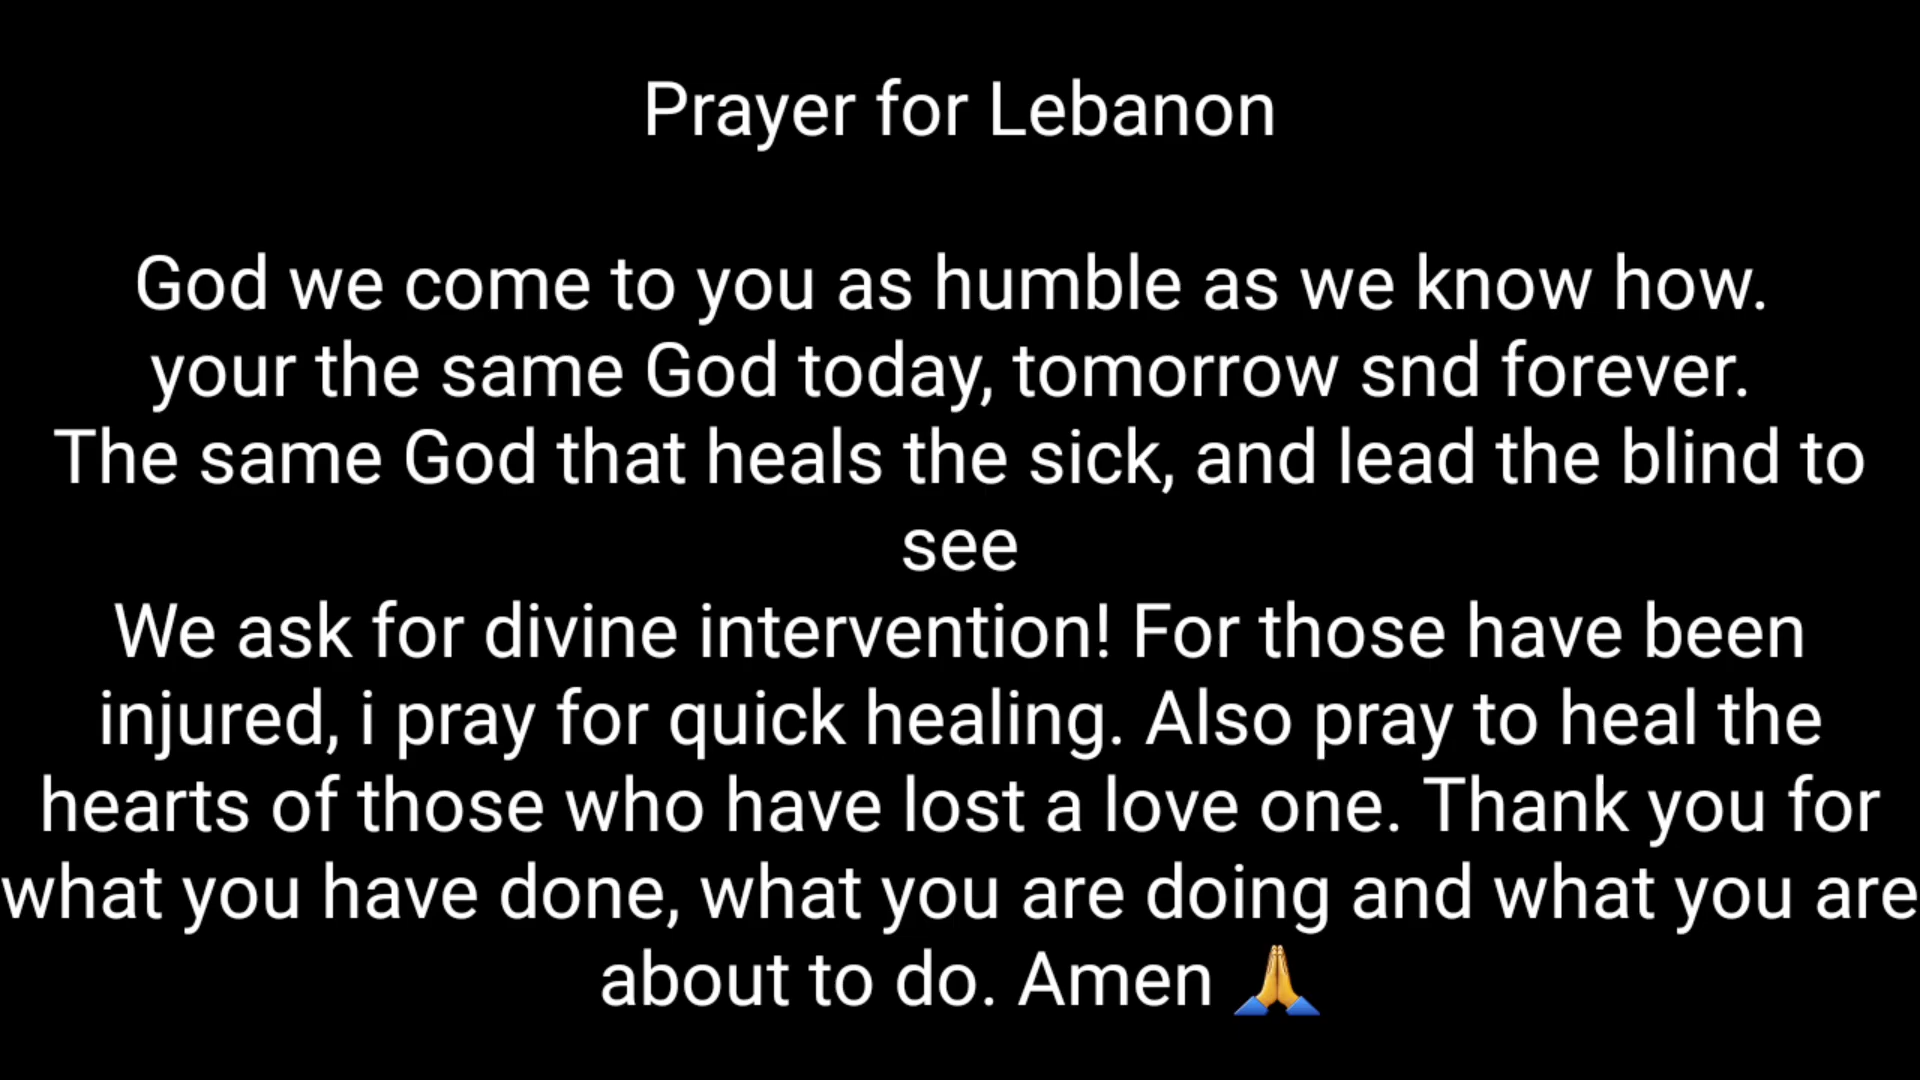 Prayer for Lebanon
God we come to you as humble as we know how.
your the same God today, tomorrow snd forever.
The same God that heals the sick, and lead the blind to
see
We ask for divine intervention! For those have been
injured, i pray for quick healing. Also pray to heal the
hearts of those who have lost a love one. Thank you for
what you have done, what you are doing and what you are
about to do. Amen 🙏